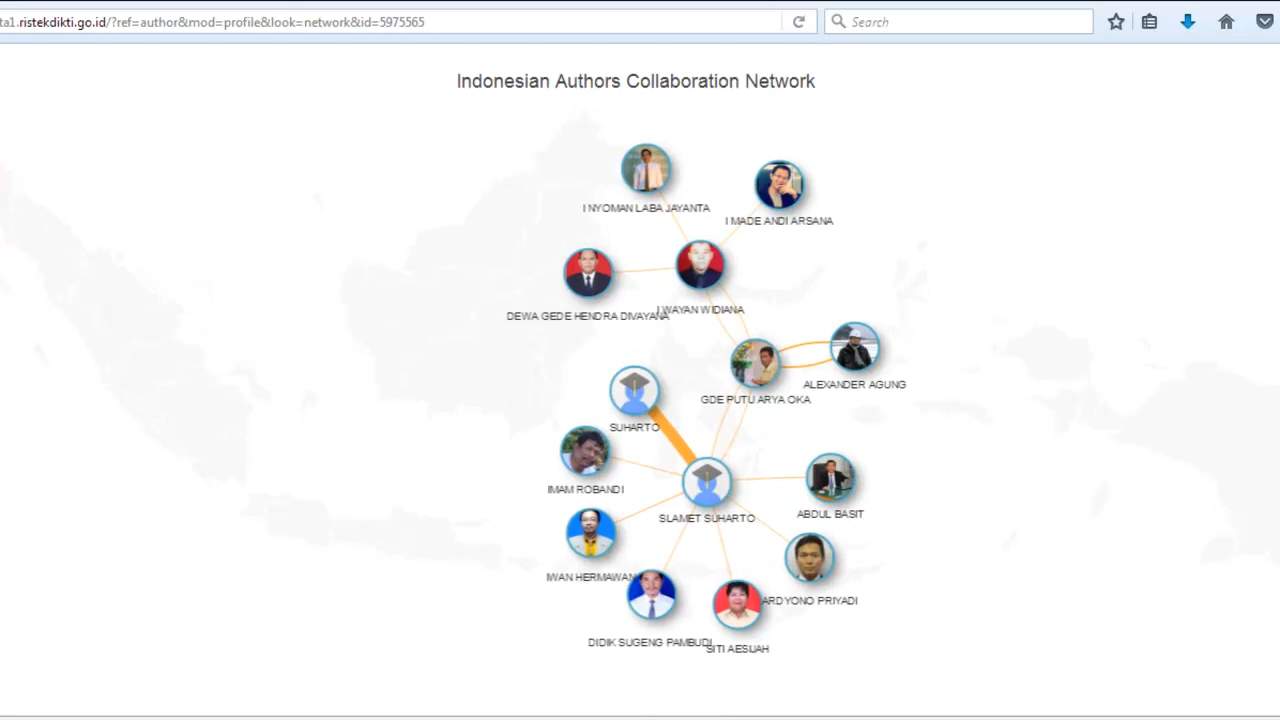 ta1.ristekdikti.go.id/?ref=author&mod=profile&look=network&id=5975565
Search
Indonesian Authors Collaboration Network
I NYOMAN LABA JAYANTA
I MADE ANDI ARSANA
DEWA GEDE HENDRA DIVAYANA
I WAYAN WIDIANA
ALEXANDER AGUNG
GDE PUTU ARYA OKA
SUHARTO
IMAM ROBANDI
ABDUL BASIT
SLAMET SUHARTO
IWAN HERMAWAN
ARDYONO PRIYADI
DIDIK SUGENG PAMBUDI
SITI AESIJAH